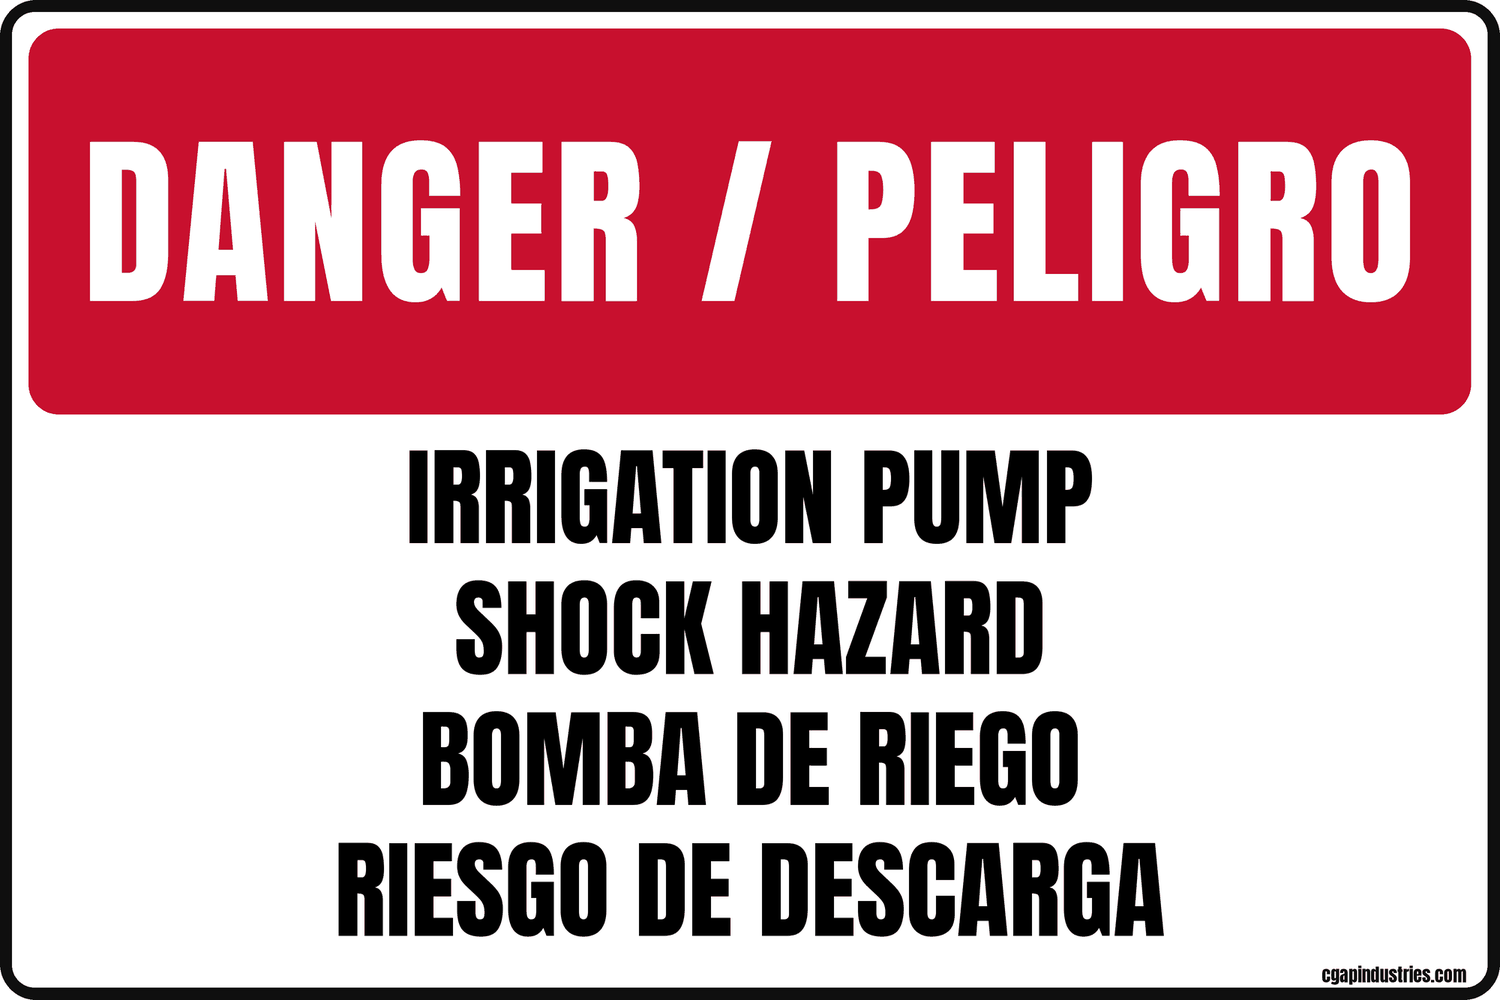 DANGER / PELIGRO
IRRIGATION PUMP
SHOCK HAZARD
BOMBA DE RIEGO
RIESGO DE DESCARGA
cgapindustries.com